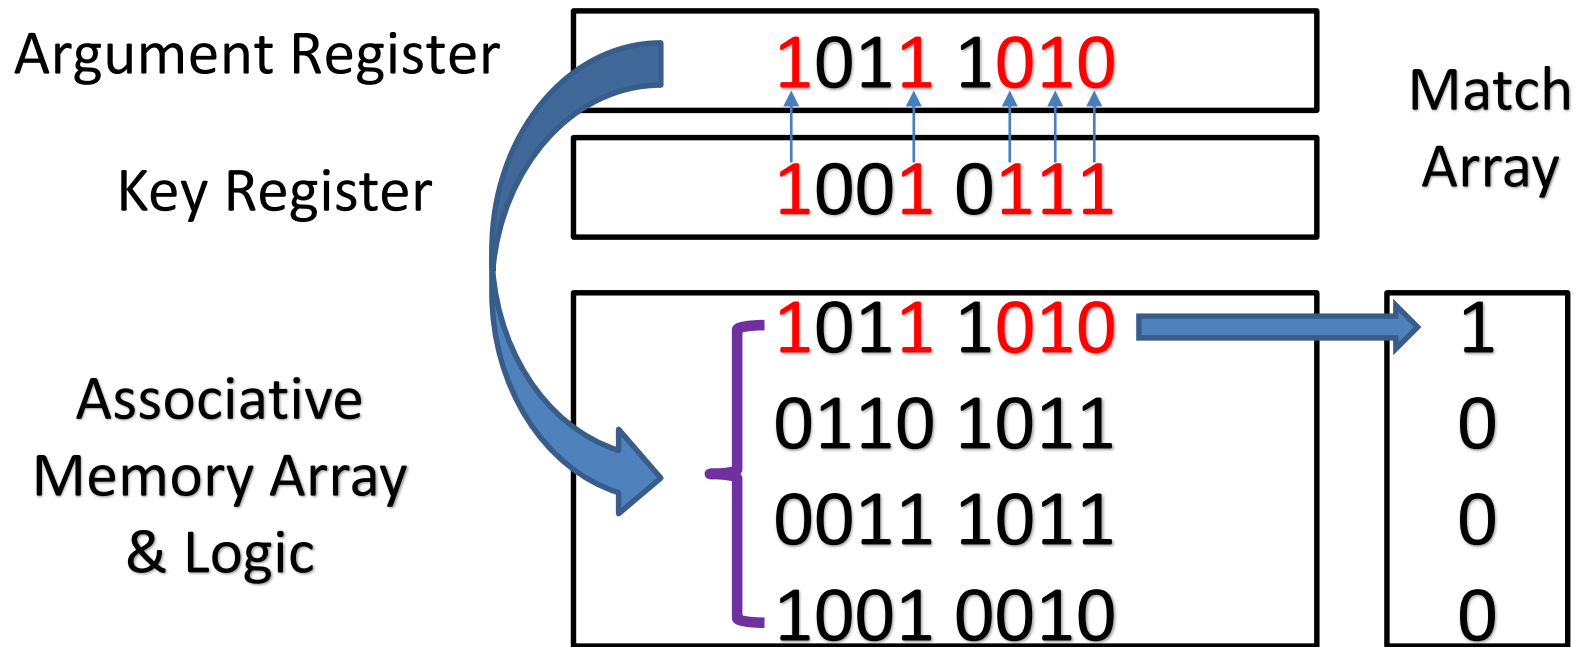 Argument Register
1011 1010
Key Register
1001 0111
Match
Array
Associative
Memory Array
& Logic
1011 1010
1
0110 1011
0
0011 1011
0
1001 0010
0